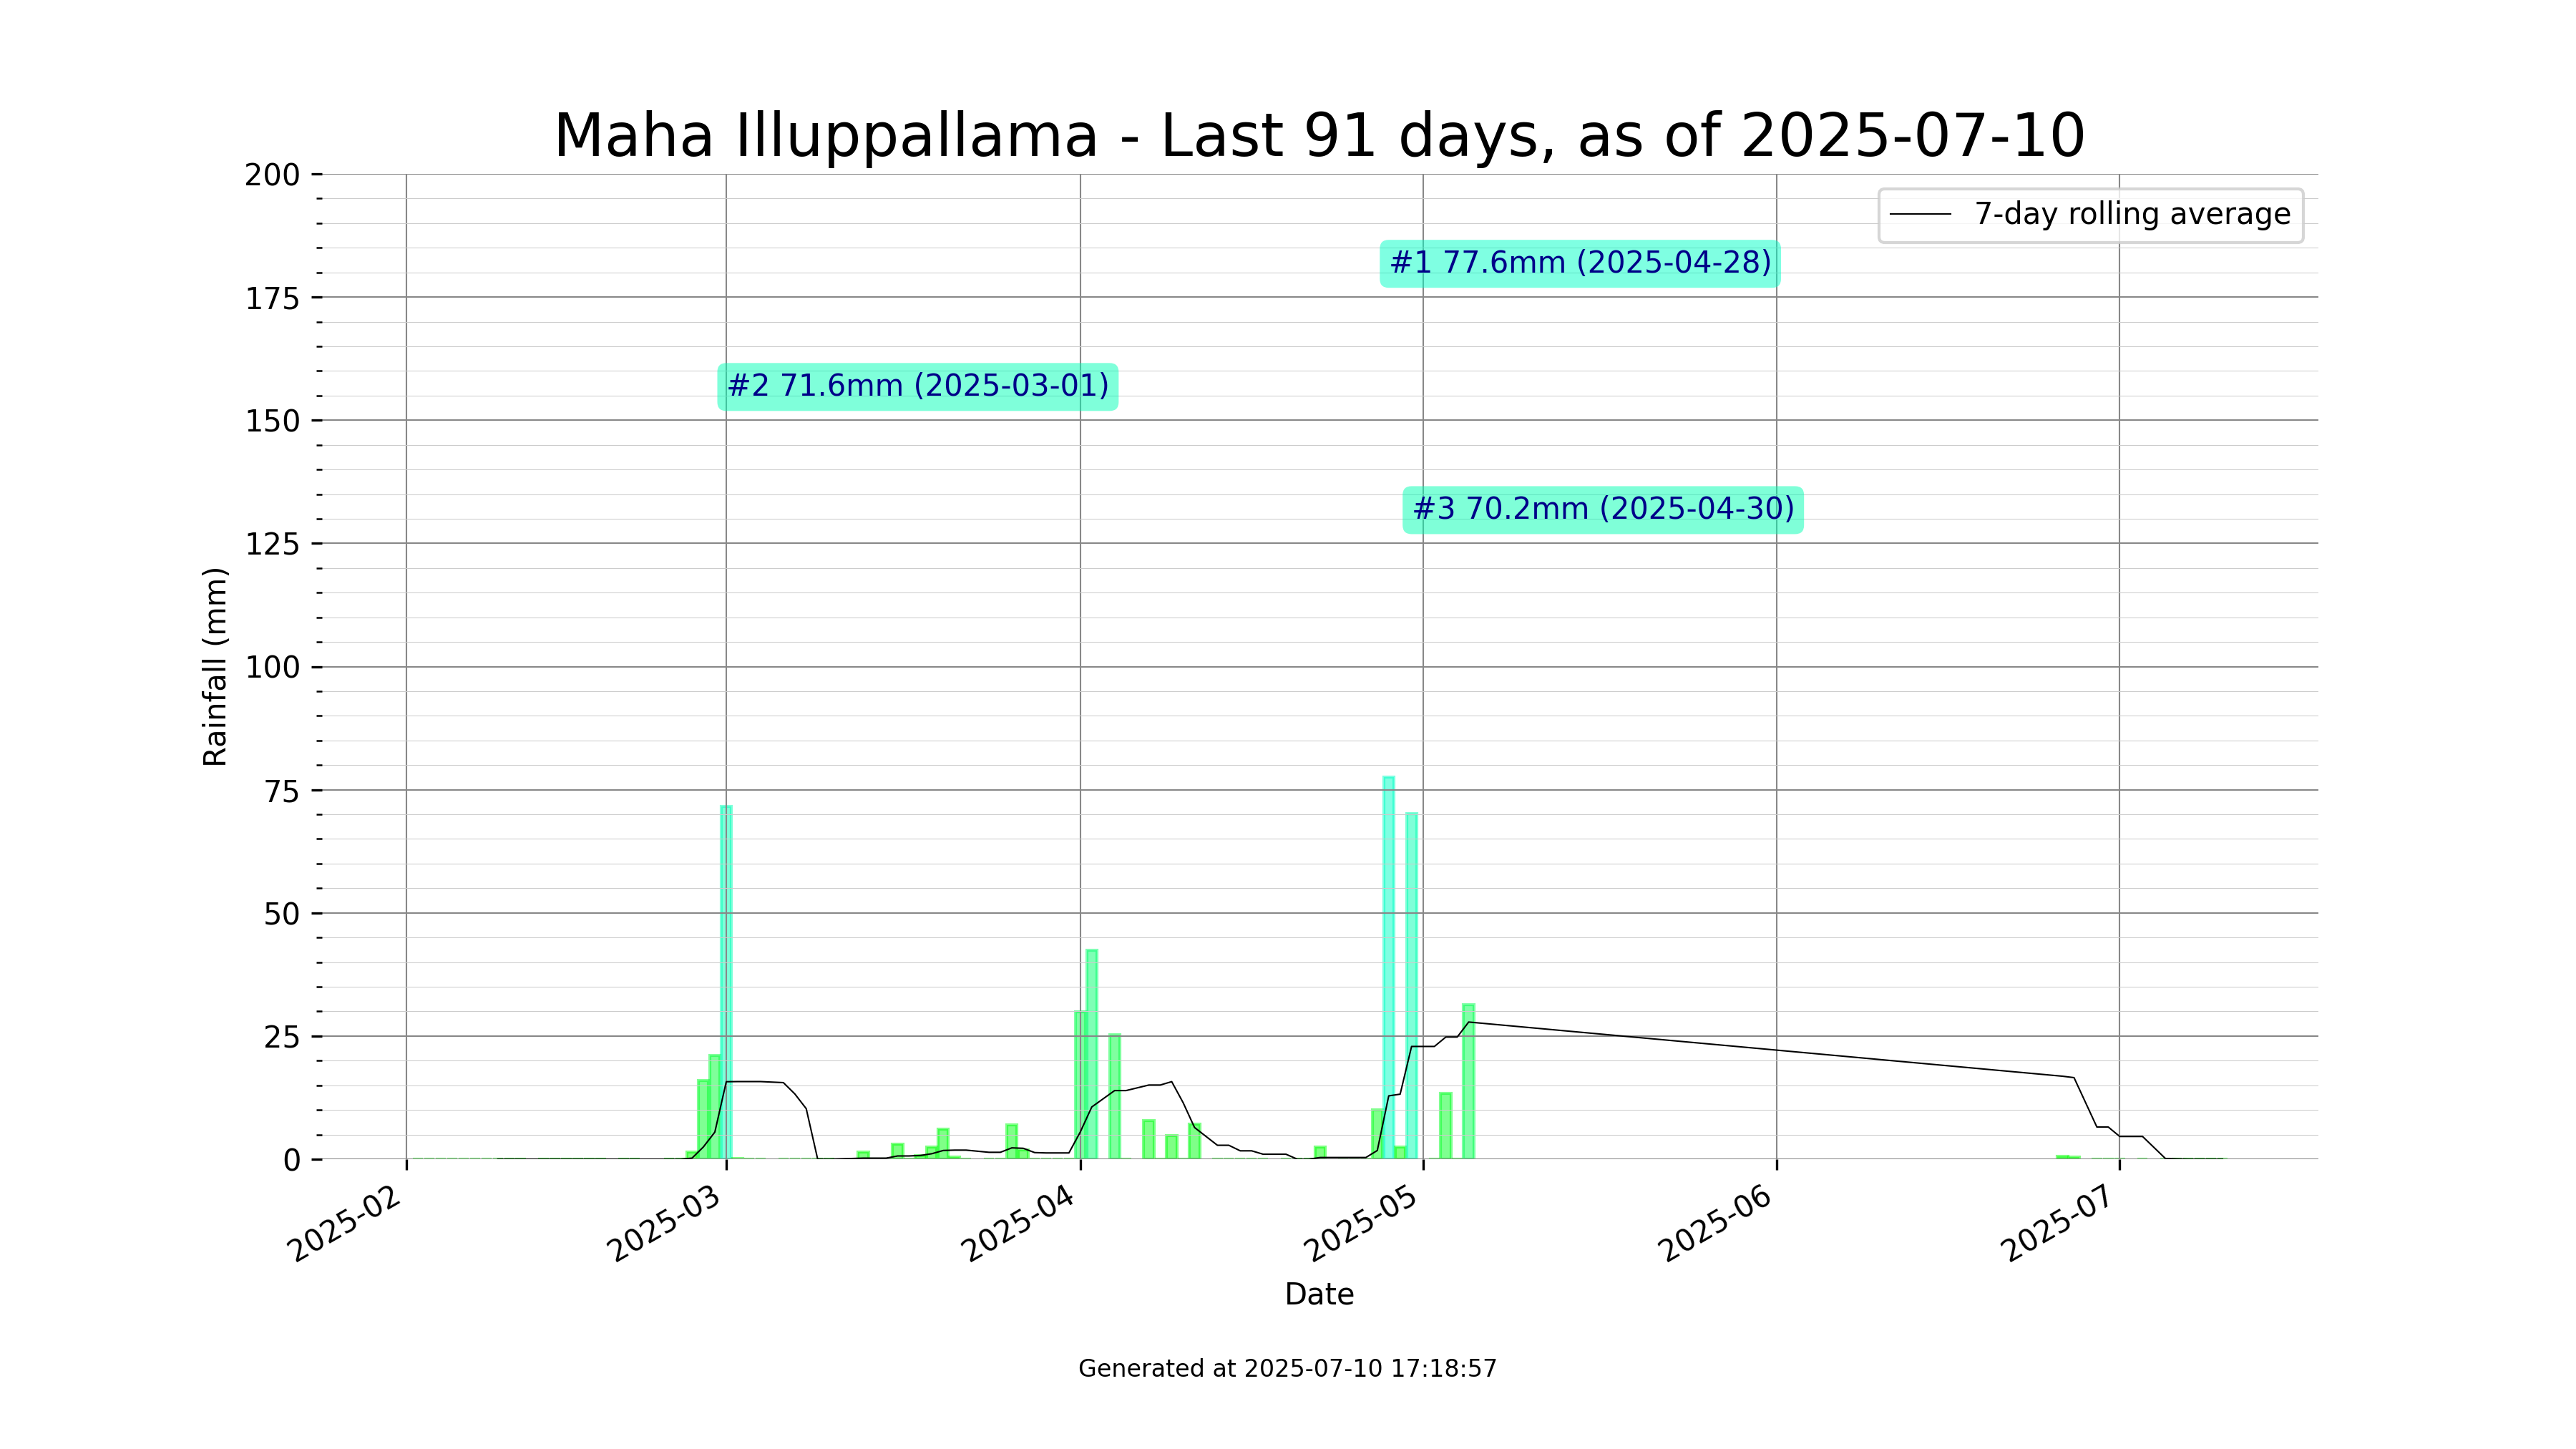 Maha Illuppallama - Last 91 days, as of 2025-07-10
200
175
150
125
100
75
50
25
0
Rainfall (mm)
7-day rolling average
#1 77.6mm (2025-04-28)
#2 71.6mm (2025-03-01)
#3 70.2mm (2025-04-30)
2025-02
2025-03
2025-04
2025-05
2025-06
2025-07
Date
Generated at 2025-07-10 17:18:57